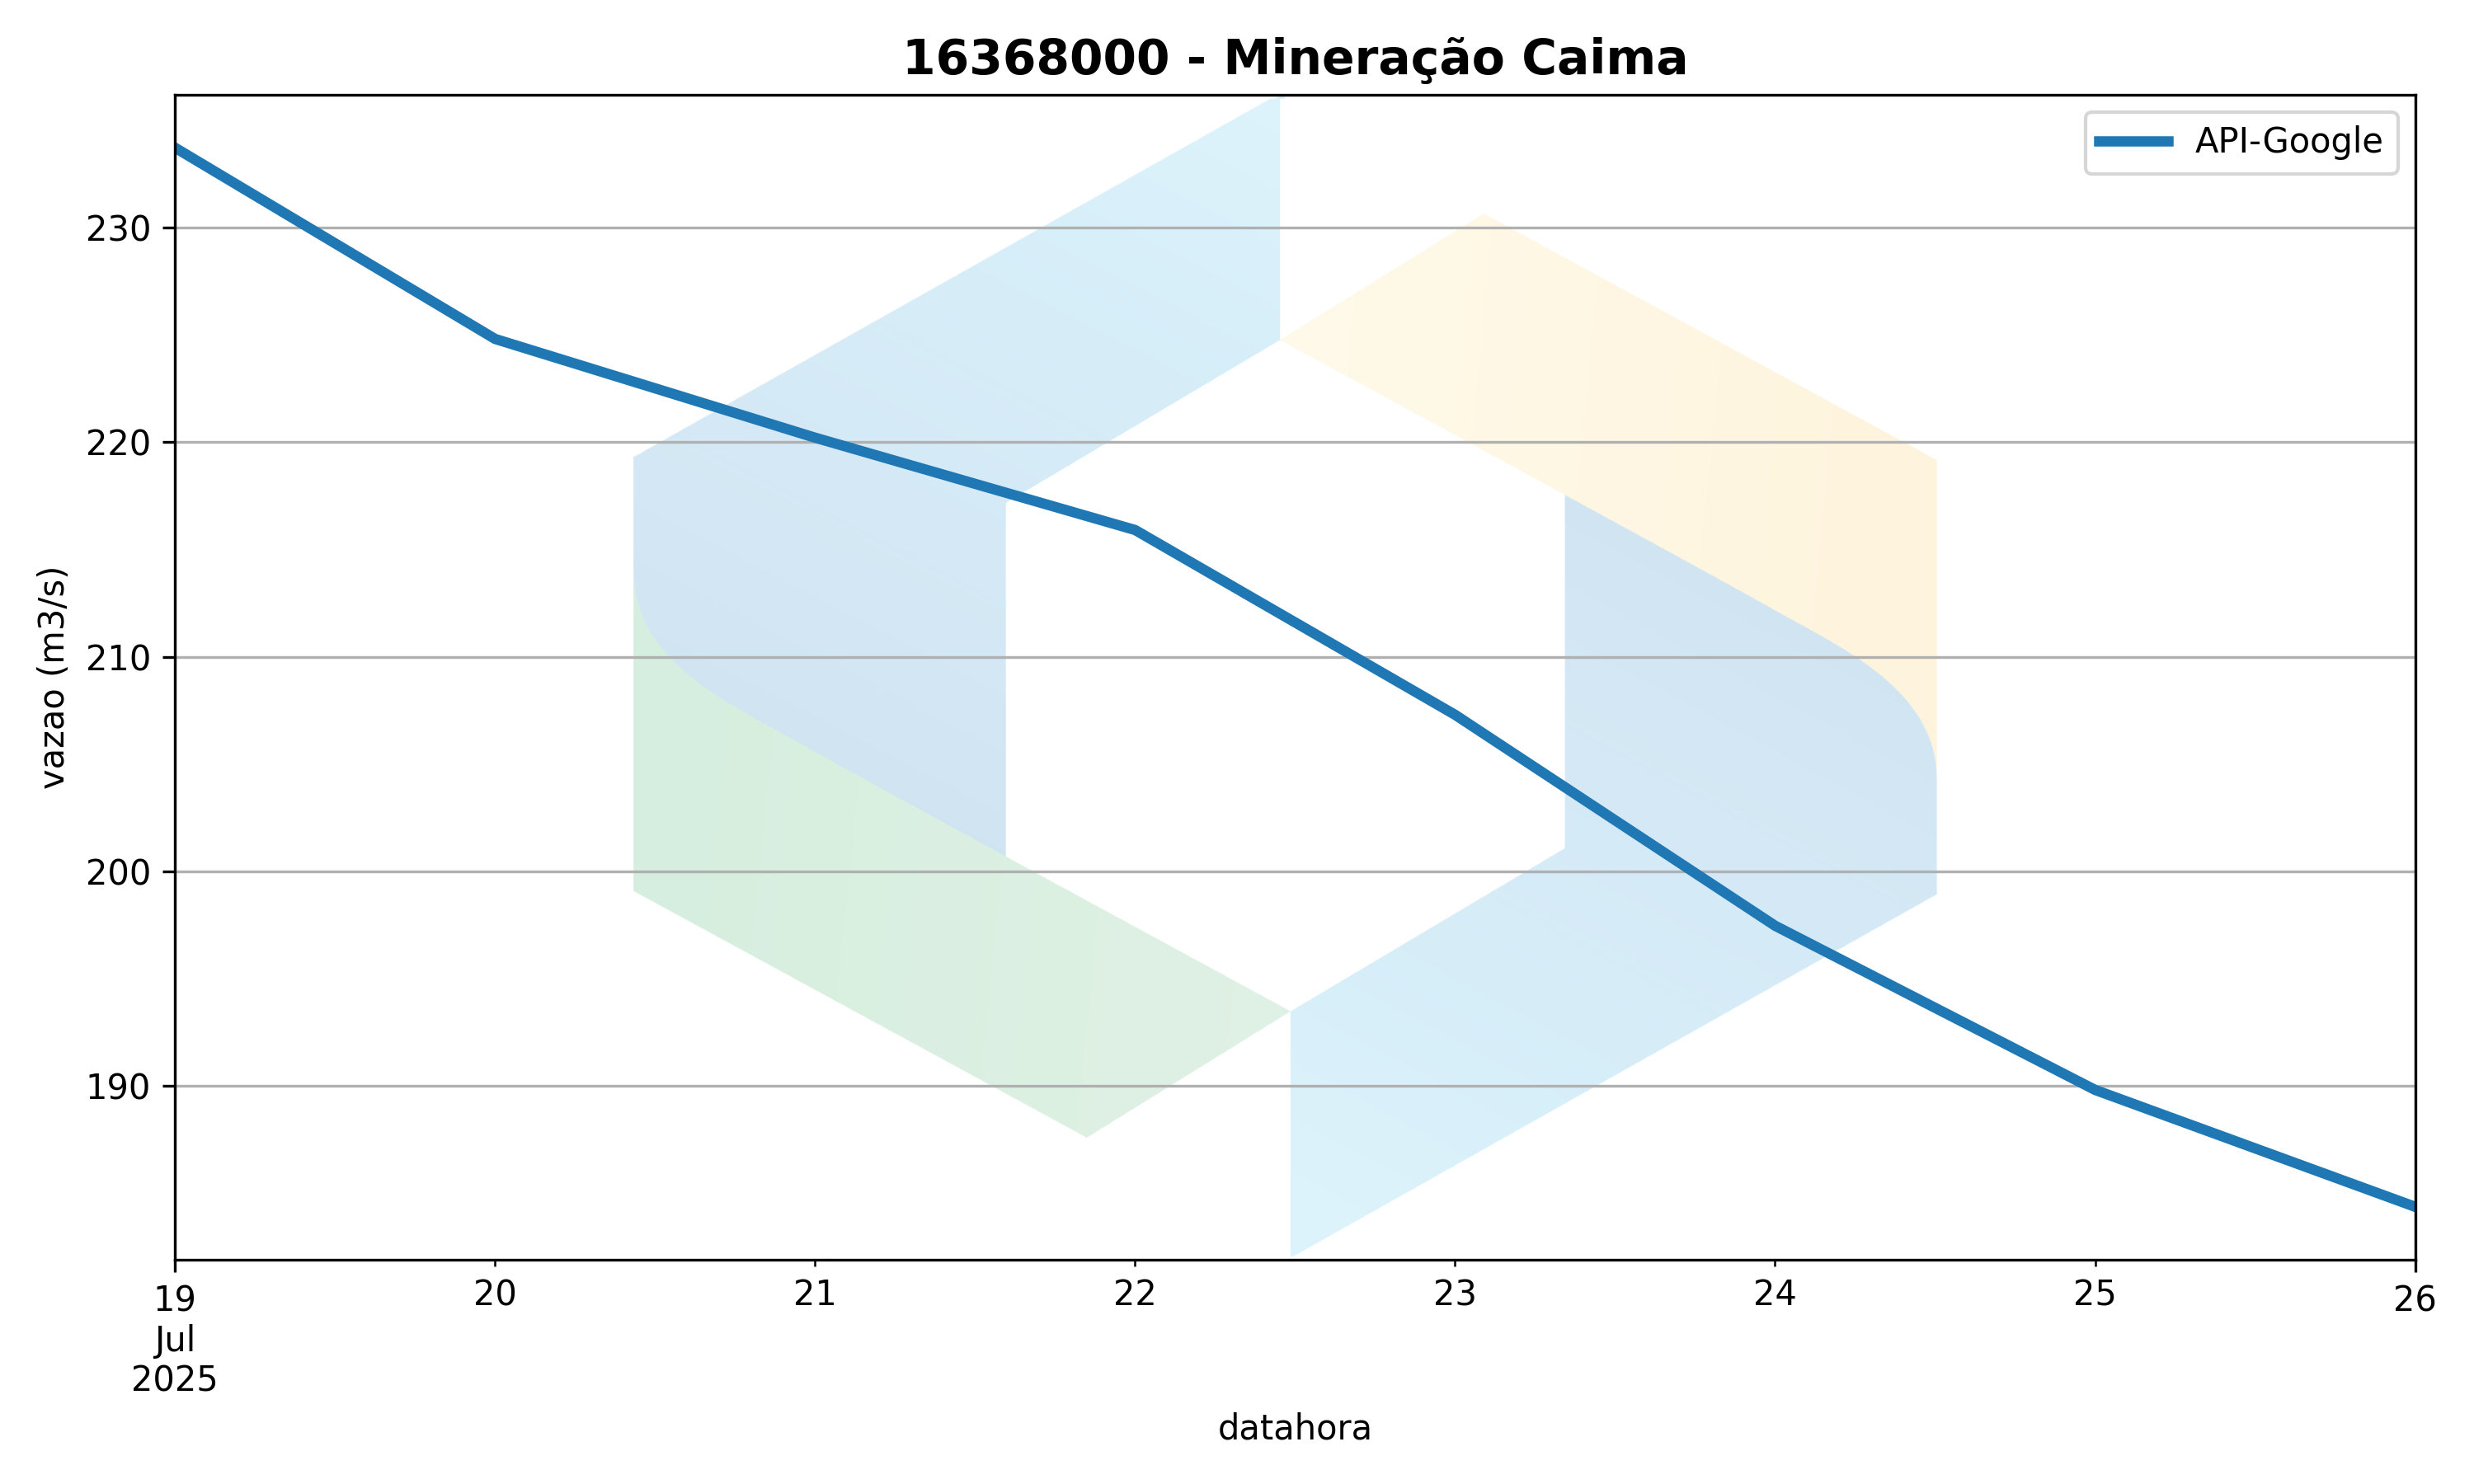 16368000 - Mineração Caima
API-Google
230
220
210
200
190
vazao (m3/s)
19 20 21 22 23 24 25 26
Jul
2025
datahora